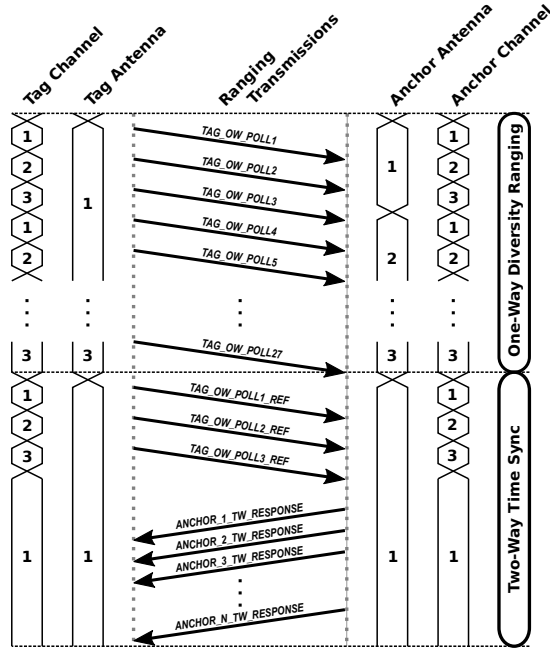 Tag Channel
Tag Antenna
Ranging
Transmissions
Anchor Antenna
Anchor Channel
1
2
3
1
2
3
1
3
TAG_OW_POLL1
TAG_OW_POLL2
TAG_OW_POLL3
TAG_OW_POLL4
TAG_OW_POLL5
TAG_OW_POLL27
1
2
3
1
2
3
1
2
3
One-Way Diversity Ranging
1
2
3
1
1
TAG_OW_POLL1_REF
TAG_OW_POLL2_REF
TAG_OW_POLL3_REF
ANCHOR_1_TW_RESPONSE
ANCHOR_2_TW_RESPONSE
ANCHOR_3_TW_RESPONSE
ANCHOR_N_TW_RESPONSE
1
1
2
3
1
Two-Way Time Sync